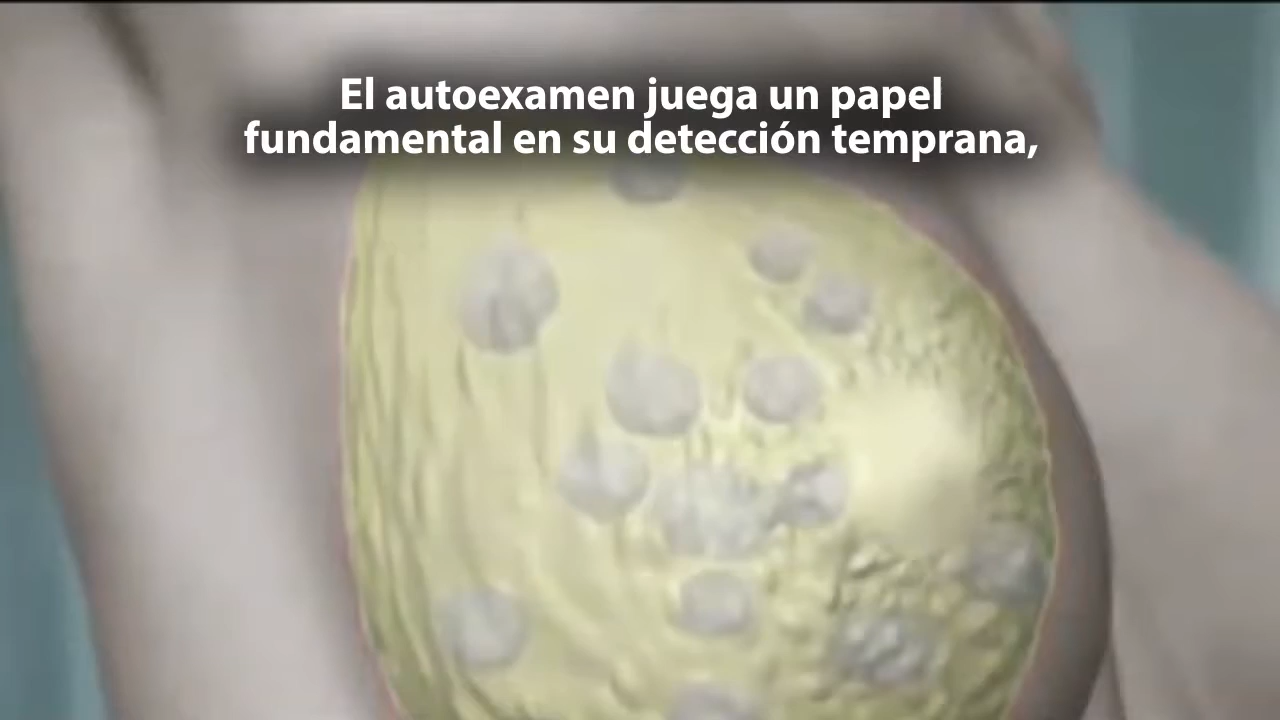 El autoexamen juega un papel
fundamental en su detección temprana,